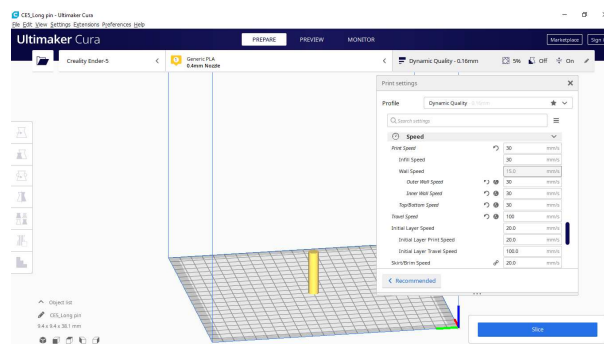 CE5_Long pin - Ultimaker Cura
File Edit View Settings Extensions Preferences Help
Ultimaker Cura
PREPARE PREVIEW MONITOR
Marketplace Sign
Creality Ender-5
Generic PLA
0.4mm Nozzle
Dynamic Quality - 0.16mm
5% Off On
Print settings
Profile Dynamic Quality
Search settings
Speed
Print Speed 30 mm/s
Infill Speed 30 mm/s
Wall Speed 15.0 mm/s
Outer Wall Speed 30 mm/s
Inner Wall Speed 30 mm/s
Top/Bottom Speed 30 mm/s
Travel Speed 100 mm/s
Initial Layer Speed 20.0 mm/s
Initial Layer Print Speed 20.0 mm/s
Initial Layer Travel Speed 100.0 mm/s
Skirt/Brim Speed 20.0 mm/s
Recommended
Object list
CE5_Long pin
9.4 x 9.4 x 38.1 mm
Slice